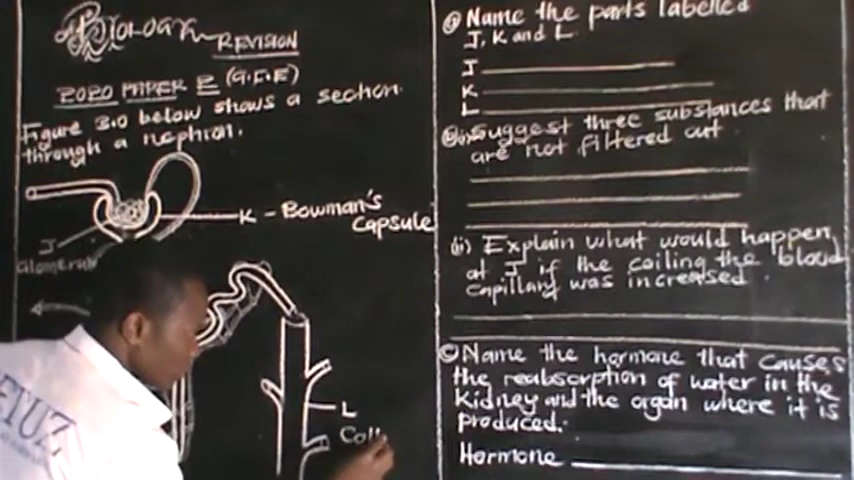 Biology
REVISION
2020 PAPER 2 (G.C.E)
Figure 3.0 below shows a section
through a nephron.
K - Bowman's
Capsule
J
Glomerul
L
Coll
(a) Name the parts labelled
J, K and L.
J
K
L
(b)(i) Suggest three substances that
are not filtered out
(ii) Explain what would happen
at J if the coiling the blood
capillary was increased.
(c) Name the hormone that causes
the reabsorption of water in the
kidney and the organ where it is
produced.
Hormone